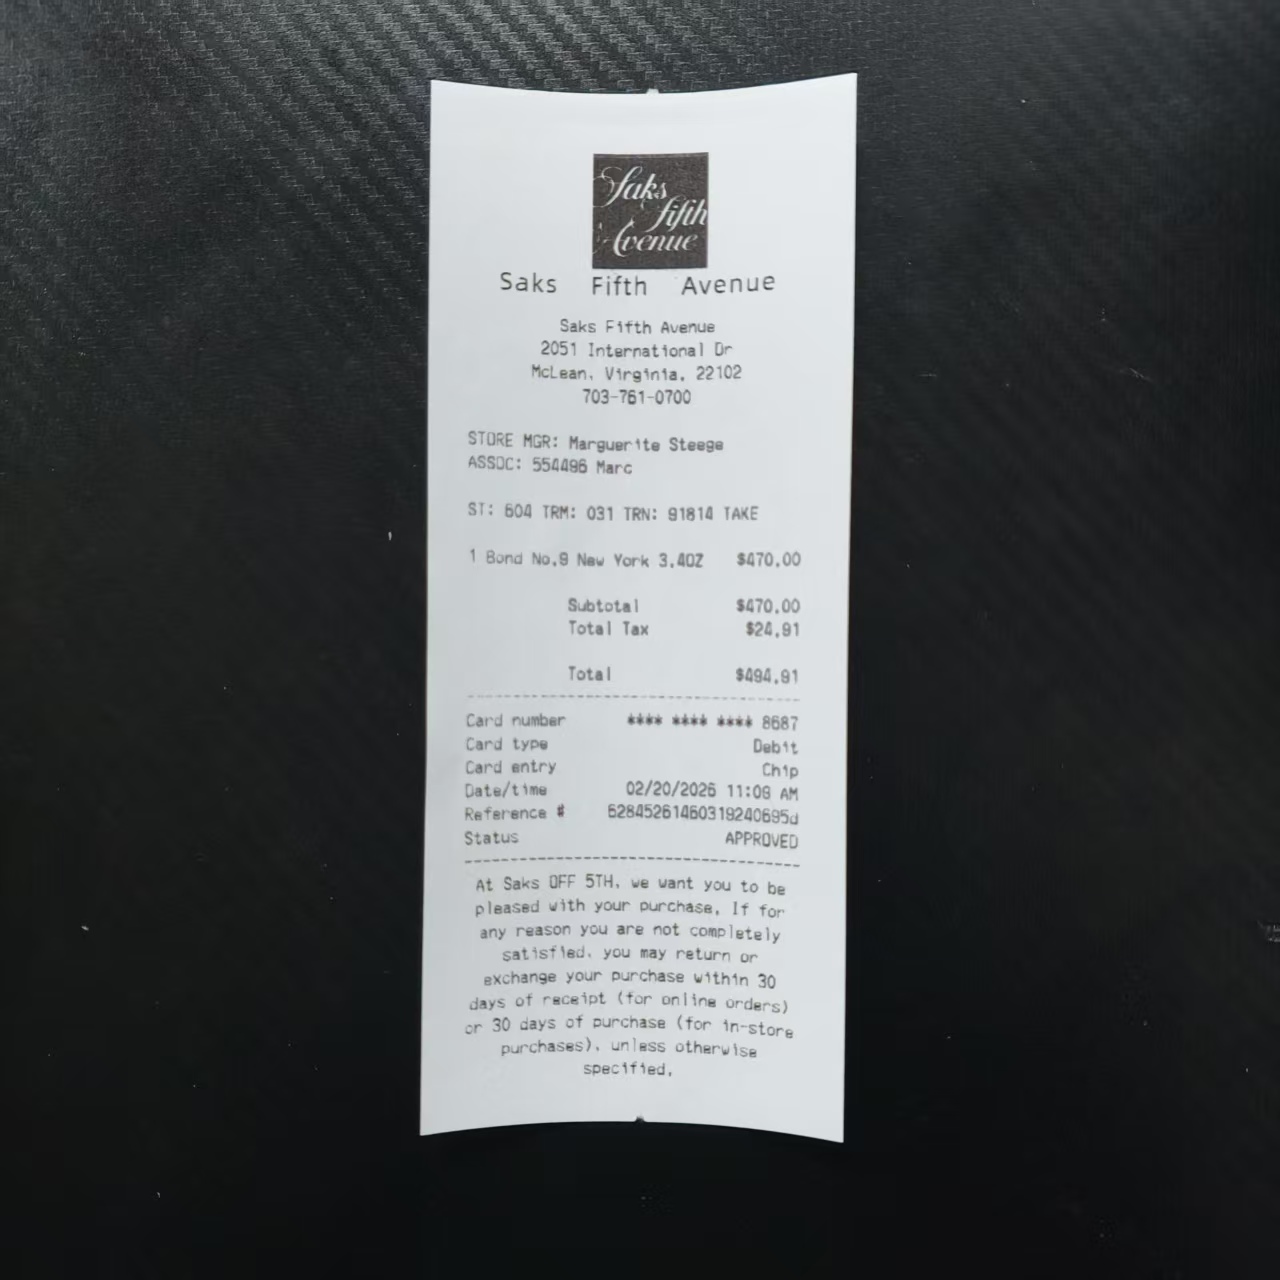 Saks
fifth
Avenue
Saks Fifth Avenue
Saks Fifth Avenue
2051 International Dr
McLean, Virginia, 22102
703-761-0700
STORE MGR: Marguerite Steege
ASSOC: 554496 Marc
ST: 604 TRM: 031 TRN: 91814 TAKE
1 Bond No.9 New York 3.4OZ $470.00
Subtotal $470.00
Total Tax $24.91
Total $494.91
Card number **** **** **** 8687
Card type Debit
Card entry Chip
Date/time 02/20/2026 11:09 AM
Reference # 62845261460319240695d
Status APPROVED
At Saks OFF 5TH, we want you to be
pleased with your purchase. If for
any reason you are not completely
satisfied, you may return or
exchange your purchase within 30
days of receipt (for online orders)
or 30 days of purchase (for in-store
purchases), unless otherwise
specified.